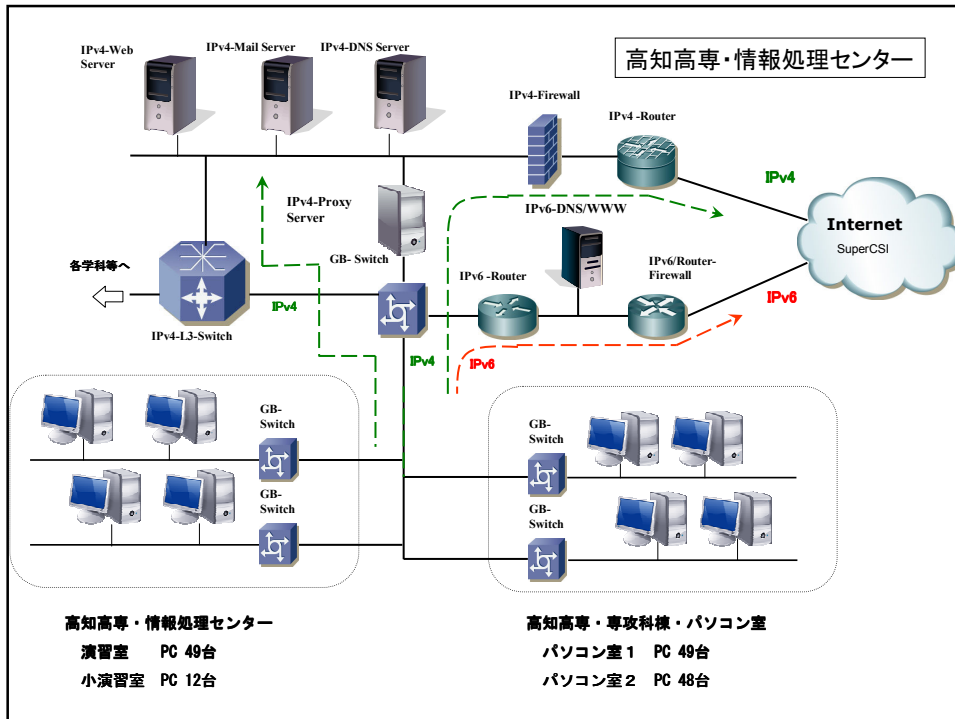 高知高専・情報処理センター
IPv4-Web
Server
IPv4-Mail Server
IPv4-DNS Server
IPv4-Firewall
IPv4 -Router
IPv4
IPv4-Proxy
Server
IPv6-DNS/WWW
Internet
SuperCSI
GB- Switch
IPv6 -Router
IPv6/Router-
Firewall
各学科等へ
IPv4
IPv6
IPv4-L3-Switch
IPv4
IPv6
GB-
Switch
GB-
Switch
GB-
Switch
GB-
Switch
高知高専・情報処理センター
演習室 PC 49台
小演習室 PC 12台
高知高専・専攻科棟・パソコン室
パソコン室１ PC 49台
パソコン室２ PC 48台